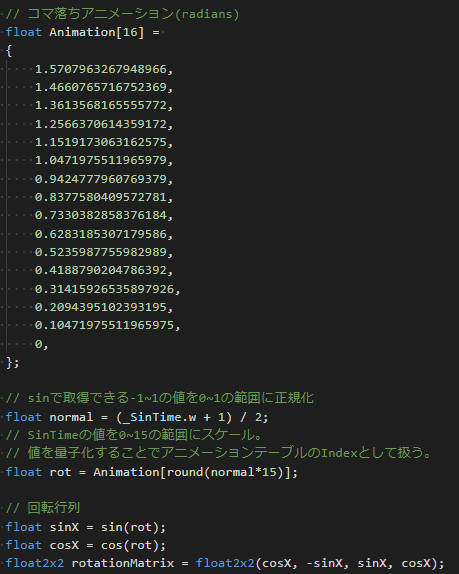 // コマ落ちアニメーション(radians)
float Animation[16] =
{
1.5707963267948966,
1.4660765716752369,
1.3613568165555772,
1.2566370614359172,
1.1519173063162575,
1.0471975511965979,
0.9424777960769379,
0.8377580409572781,
0.7330382858376184,
0.6283185307179586,
0.5235987755982989,
0.4188790204786392,
0.31415926535897926,
0.2094395102393195,
0.10471975511965975,
0,
};
// sinで取得できる-1~1の値を0~1の範囲に正規化
float normal = (_SinTime.w + 1) / 2;
// SinTimeの値を0~15の範囲にスケール。
// 値を量子化することでアニメーションテーブルのIndexとして扱う。
float rot = Animation[round(normal*15)];
// 回転行列
float sinX = sin(rot);
float cosX = cos(rot);
float2x2 rotationMatrix = float2x2(cosX, -sinX, sinX, cosX);